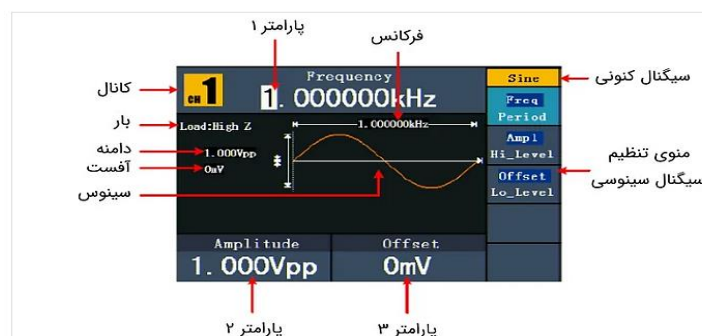 پارامتر ۱
فرکانس
Frequency
1.000000kHz
CH 1
کانال
Sine
سیگنال کنونی
Freq
Period
بار
Load:High Z
1.000000kHz
دامنه
1.000Vpp
Ampl
Hi_Level
منوی تنظیم
سیگنال سینوسی
آفست
0mV
Offset
Lo_Level
سینوس
Amplitude
1.000Vpp
Offset
0mV
پارامتر ۲
پارامتر ۳